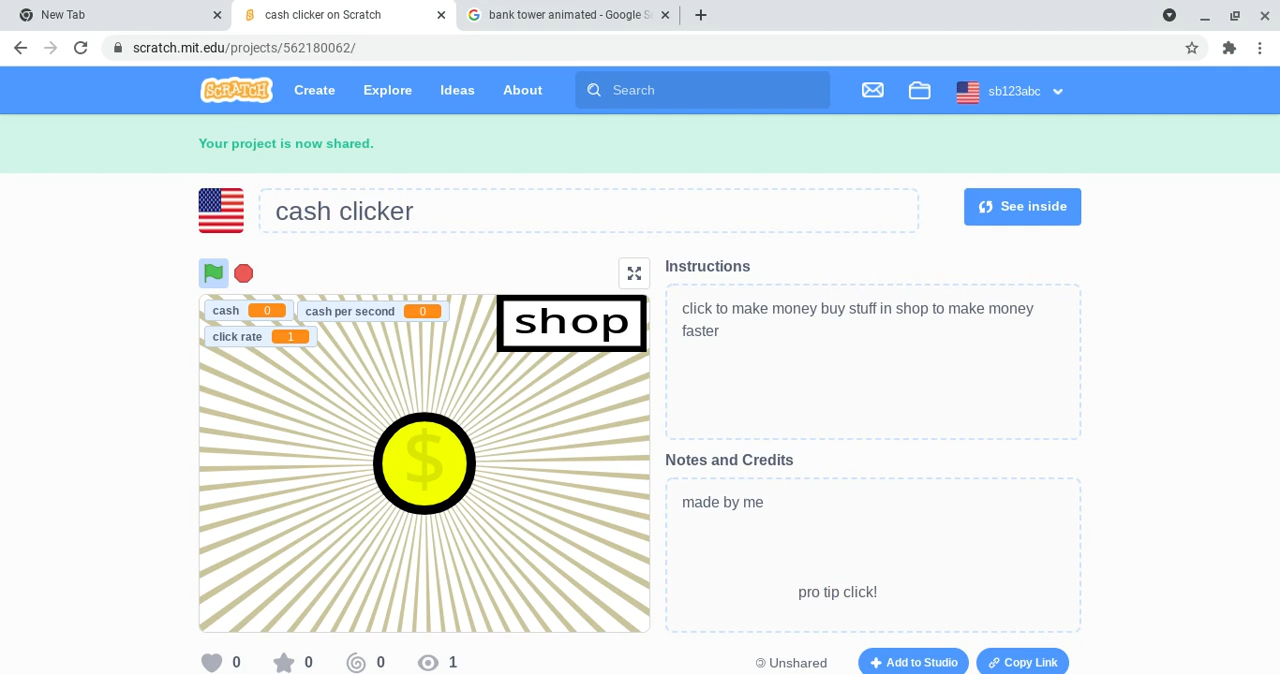 New Tab
cash clicker on Scratch
bank tower animated - Google S
scratch.mit.edu/projects/562180062/
SCRATCH
Create
Explore
Ideas
About
Search
sb123abc
Your project is now shared.
cash clicker
See inside
Instructions
click to make money buy stuff in shop to make money
faster
cash 0
cash per second 0
shop
click rate 1
$
Notes and Credits
made by me
pro tip click!
0
0
0
1
Unshared
Add to Studio
Copy Link